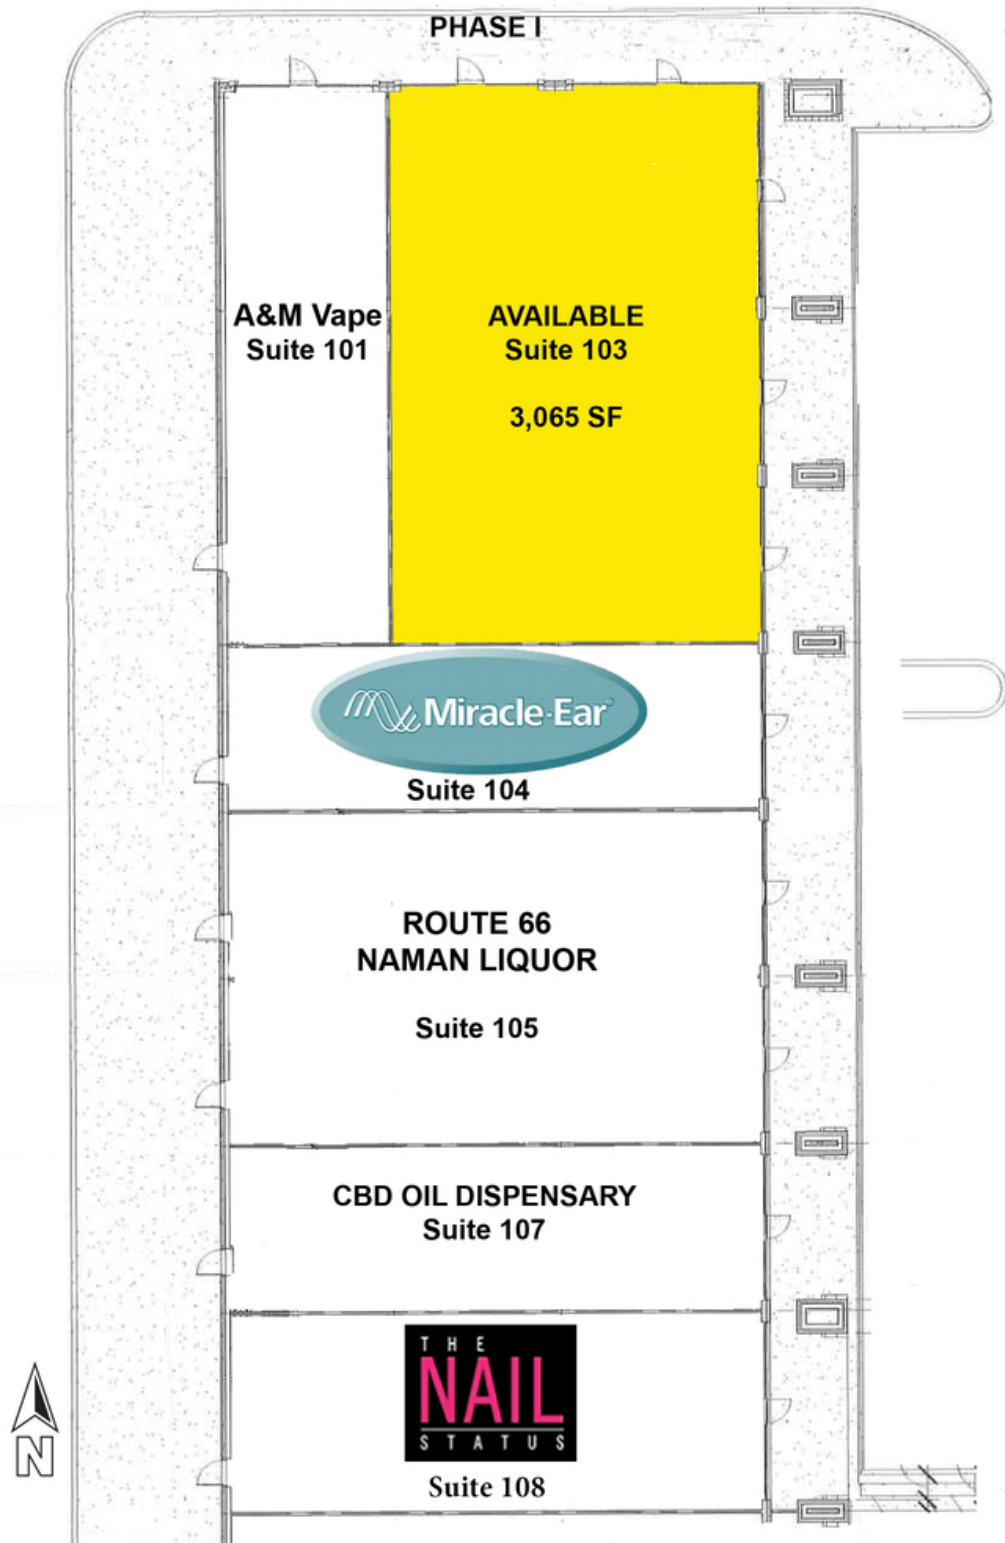 PHASE I
A&M Vape
Suite 101
AVAILABLE
Suite 103
3,065 SF
Miracle-Ear
Suite 104
ROUTE 66
NAMAN LIQUOR
Suite 105
CBD OIL DISPENSARY
Suite 107
THE
NAIL
STATUS
Suite 108
N